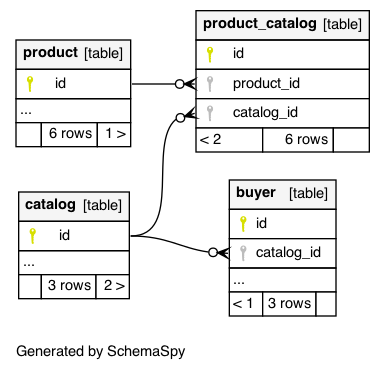 product [table]
id
...
6 rows 1 >
product_catalog [table]
id
product_id
catalog_id
< 2 6 rows
catalog [table]
id
...
3 rows 2 >
buyer [table]
id
catalog_id
...
< 1 3 rows
Generated by SchemaSpy